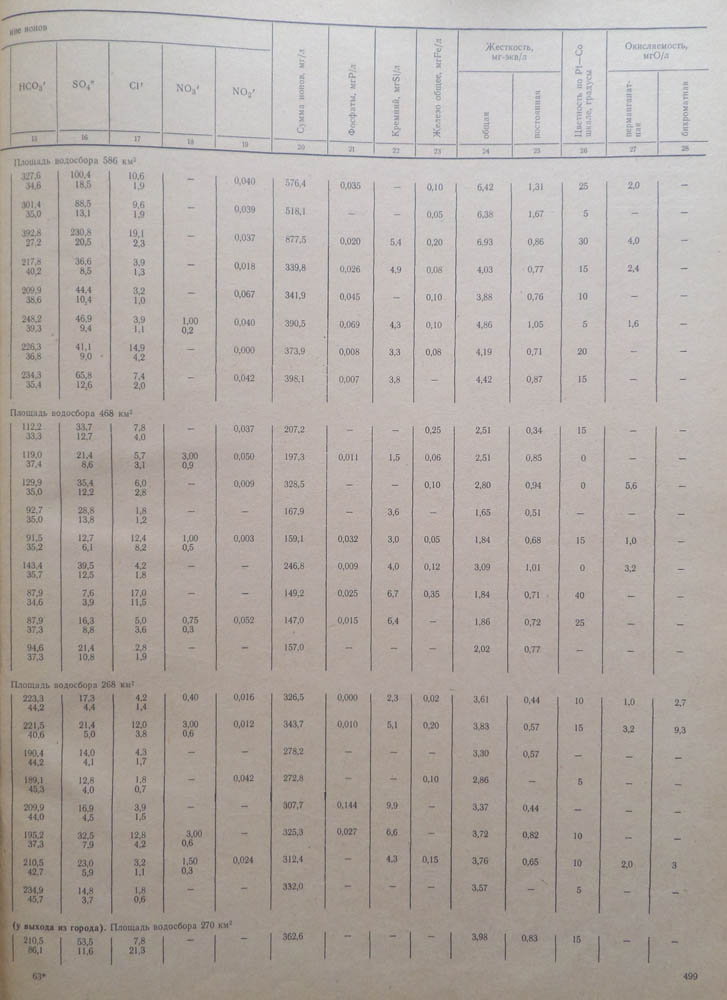 ние ионов
HCO₃′ SO₄″ Cl′ NO₃′ NO₂′ Сумма ионов, мг/л Фосфаты, мгP/л Кремний, мгSi/л Железо общее, мгFe/л Жесткость, мг-экв/л общая постоянная Цветность по Pt—Co шкале, градусы Окисляемость, мгO/л перманганатная бихроматная
15 16 17 18 19 20 21 22 23 24 25 26 27 28
Площадь водосбора 586 км²
327,6 100,4 10,6 — 0,040 576,4 0,035 — 0,10 6,42 1,31 25 2,0 —
34,6 18,5 1,9
301,4 88,5 9,6 — 0,039 518,1 — — 0,05 6,38 1,67 5 — —
35,0 13,1 1,9
392,8 230,8 19,1 — 0,037 877,5 0,020 5,4 0,20 6,93 0,86 30 4,0 —
27,2 20,5 2,3
217,8 36,6 3,9 — 0,018 339,8 0,026 4,9 0,08 4,03 0,77 15 2,4 —
40,2 8,5 1,3
209,9 44,4 3,2 — 0,067 341,9 0,045 — 0,10 3,88 0,76 10 — —
38,6 10,4 1,0
248,2 46,9 3,9 1,00 0,040 390,5 0,069 4,3 0,10 4,86 1,05 5 1,6 —
39,3 9,4 1,1 0,2
226,3 41,1 14,9 — 0,000 373,9 0,008 3,3 0,08 4,19 0,71 20 — —
36,8 9,0 4,2
234,3 65,8 7,4 — 0,042 398,1 0,007 3,8 — 4,42 0,87 15 — —
35,4 12,6 2,0
Площадь водосбора 468 км²
112,2 33,7 7,8 — 0,037 207,2 — — 0,25 2,51 0,34 15 — —
33,3 12,7 4,0
119,0 21,4 5,7 3,00 0,050 197,3 0,011 1,5 0,06 2,51 0,85 0 — —
37,4 8,6 3,1 0,9
129,9 35,4 6,0 — 0,009 328,5 — — 0,10 2,80 0,94 0 5,6 —
35,0 12,2 2,8
92,7 28,8 1,8 — — 167,9 — 3,6 — 1,65 0,51 — — —
35,0 13,8 1,2
91,5 12,7 12,4 1,00 0,003 159,1 0,032 3,0 0,05 1,84 0,68 15 1,0 —
35,2 6,1 8,2 0,5
143,4 39,5 4,2 — — 246,8 0,009 4,0 0,12 3,09 1,01 0 3,2 —
35,7 12,5 1,8
87,9 7,6 17,0 — — 149,2 0,025 6,7 0,35 1,84 0,71 40 — —
34,6 3,9 11,5
87,9 16,3 5,0 0,75 0,052 147,0 0,015 6,4 — 1,86 0,72 25 — —
37,3 8,8 3,6 0,3
94,6 21,4 2,8 — — 157,0 — — — 2,02 0,77 — — —
37,3 10,8 1,9
Площадь водосбора 268 км²
223,3 17,3 4,2 0,40 0,016 326,5 0,000 2,3 0,02 3,61 0,44 10 1,0 2,7
44,2 4,4 1,4
221,5 21,4 12,0 3,00 0,012 343,7 0,010 5,1 0,20 3,83 0,57 15 3,2 9,3
40,6 5,0 3,8 0,6
190,4 14,0 4,3 — — 278,2 — — — 3,30 0,57 — — —
44,2 4,1 1,7
189,1 12,8 1,8 — 0,042 272,8 — — 0,10 2,86 — 5 — —
45,3 4,0 0,7
209,9 16,9 3,9 — — 307,7 0,144 9,9 — 3,37 0,44 — — —
44,0 4,5 1,5
195,2 32,5 12,8 3,00 — 325,3 0,027 6,6 — 3,72 0,82 10 — —
37,3 7,9 4,2 0,6
210,5 23,0 3,2 1,50 0,024 312,4 — 4,3 0,15 3,76 0,65 10 2,0 3
42,7 5,9 1,1 0,3
234,9 14,8 1,8 — — 332,0 — — — 3,57 — 5 — —
45,7 3,7 0,6
(у выхода из города). Площадь водосбора 270 км²
210,5 53,5 7,8 — — 362,6 — — — 3,98 0,83 15 — —
86,1 11,6 21,3
63* 499